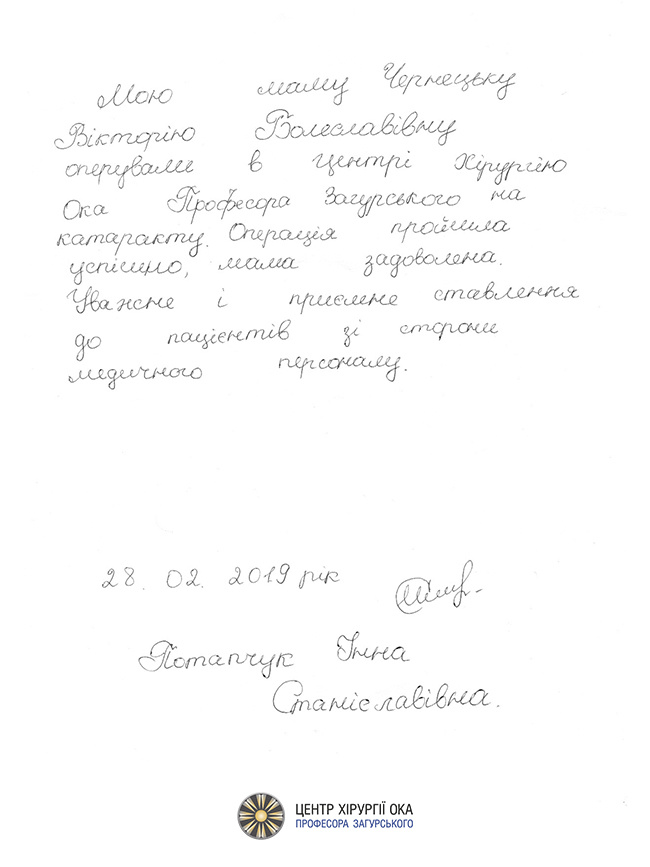 Мою маму Чернецьку
Вікторію Болеславівну
оперували в центрі Хірургією
Ока Професора Загурського на
катаракту. Операція пройшла
успішно, мама задоволена.
Уважне і приємне ставлення
до пацієнтів зі сторони
медичного персоналу.
28. 02. 2019 рік
Потапчук Інна
Станіславівна.
ЦЕНТР ХІРУРГІЇ ОКА
ПРОФЕСОРА ЗАГУРСЬКОГО